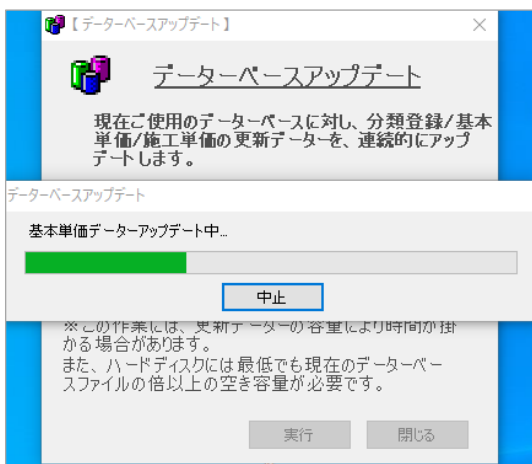 【データーベースアップデート】
データーベースアップデート
現在ご使用のデーターベースに対し、分類登録/基本
単価/施工単価の更新データーを、連続的にアップ
デートします。
データーベースアップデート
基本単価データーアップデート中...
中止
※この作業には、更新データーの容量により時間が掛
かる場合があります。
また、ハードディスクには最低でも現在のデーターベー
スファイルの倍以上の空き容量が必要です。
実行
閉じる